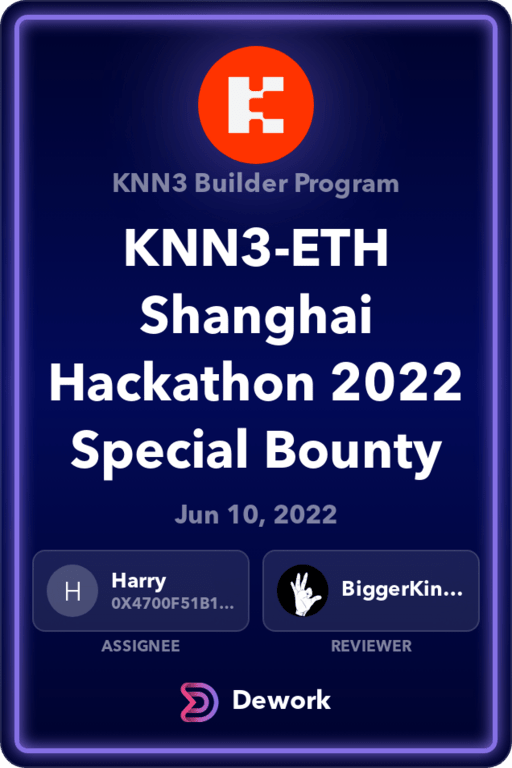 KNN3 Builder Program
KNN3-ETH
Shanghai
Hackathon 2022
Special Bounty
Jun 10, 2022
H
Harry
0X4700F51B1...
ASSIGNEE
BiggerKin...
REVIEWER
Dework